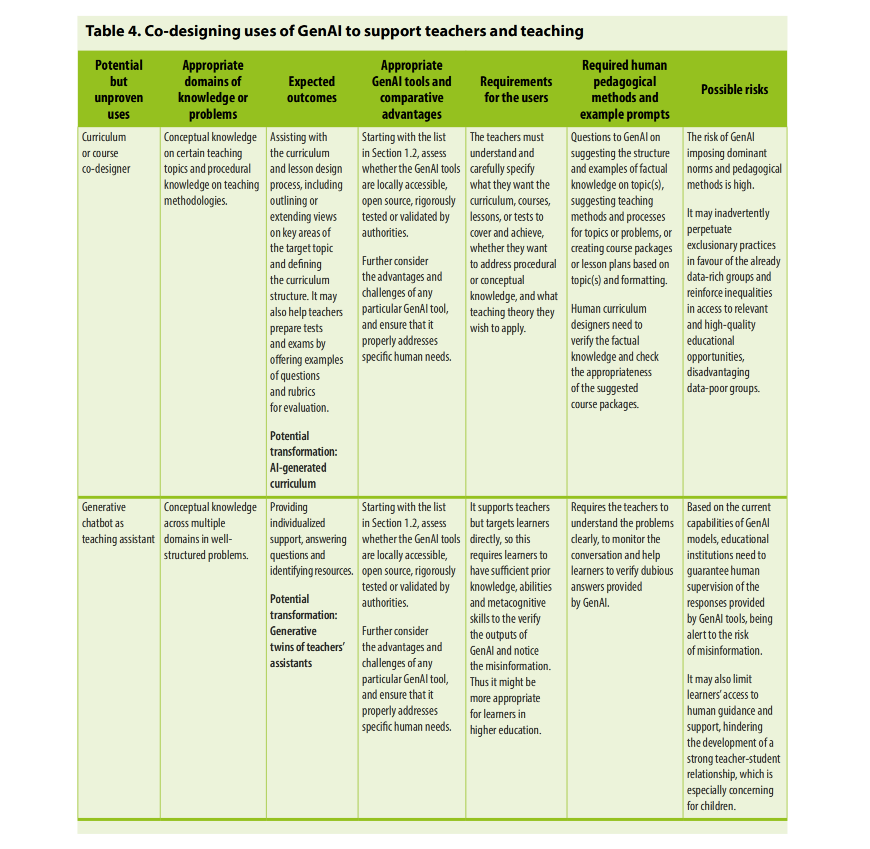 Table 4. Co-designing uses of GenAI to support teachers and teaching
Potential
but
unproven
uses
Appropriate
domains of
knowledge or
problems
Expected
outcomes
Appropriate
GenAI tools and
comparative
advantages
Requirements
for the users
Required human
pedagogical
methods and
example prompts
Possible risks
Curriculum
or course
co-designer
Conceptual knowledge
on certain teaching
topics and procedural
knowledge on teaching
methodologies.
Assisting with
the curriculum
and lesson design
process, including
outlining or
extending views
on key areas of
the target topic
and defining
the curriculum
structure. It may
also help teachers
prepare tests
and exams by
offering examples
of questions
and rubrics
for evaluation.
Potential
transformation:
AI-generated
curriculum
Starting with the list
in Section 1.2, assess
whether the GenAI tools
are locally accessible,
open source, rigorously
tested or validated by
authorities.
Further consider
the advantages and
challenges of any
particular GenAI tool,
and ensure that it
properly addresses
specific human needs.
The teachers must
understand and
carefully specify
what they want the
curriculum, courses,
lessons, or tests to
cover and achieve,
whether they want
to address procedural
or conceptual
knowledge, and what
teaching theory they
wish to apply.
Questions to GenAI on
suggesting the structure
and examples of factual
knowledge on topic(s),
suggesting teaching
methods and processes
for topics or problems, or
creating course packages
or lesson plans based on
topic(s) and formatting.
Human curriculum
designers need to
verify the factual
knowledge and check
the appropriateness
of the suggested
course packages.
The risk of GenAI
imposing dominant
norms and pedagogical
methods is high.
It may inadvertently
perpetuate
exclusionary practices
in favour of the already
data-rich groups and
reinforce inequalities
in access to relevant
and high-quality
educational
opportunities,
disadvantaging
data-poor groups.
Generative
chatbot as
teaching assistant
Conceptual knowledge
across multiple
domains in well-
structured problems.
Providing
individualized
support, answering
questions and
identifying resources.
Potential
transformation:
Generative
twins of teachers'
assistants
Starting with the list
in Section 1.2, assess
whether the GenAI tools
are locally accessible,
open source, rigorously
tested or validated by
authorities.
Further consider
the advantages and
challenges of any
particular GenAI tool,
and ensure that it
properly addresses
specific human needs.
It supports teachers
but targets learners
directly, so this
requires learners to
have sufficient prior
knowledge, abilities
and metacognitive
skills to the verify
the outputs of
GenAI and notice
the misinformation.
Thus it might be
more appropriate
for learners in
higher education.
Requires the teachers to
understand the problems
clearly, to monitor the
conversation and help
learners to verify dubious
answers provided
by GenAI.
Based on the current
capabilities of GenAI
models, educational
institutions need to
guarantee human
supervision of the
responses provided
by GenAI tools, being
alert to the risk
of misinformation.
It may also limit
learners' access to
human guidance and
support, hindering
the development of a
strong teacher-student
relationship, which is
especially concerning
for children.